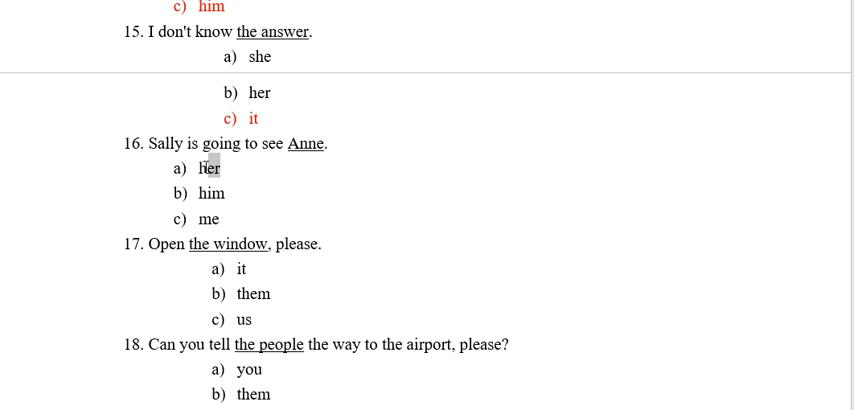 c) him
15. I don't know the answer.
a) she
b) her
c) it
16. Sally is going to see Anne.
a) her
b) him
c) me
17. Open the window, please.
a) it
b) them
c) us
18. Can you tell the people the way to the airport, please?
a) you
b) them